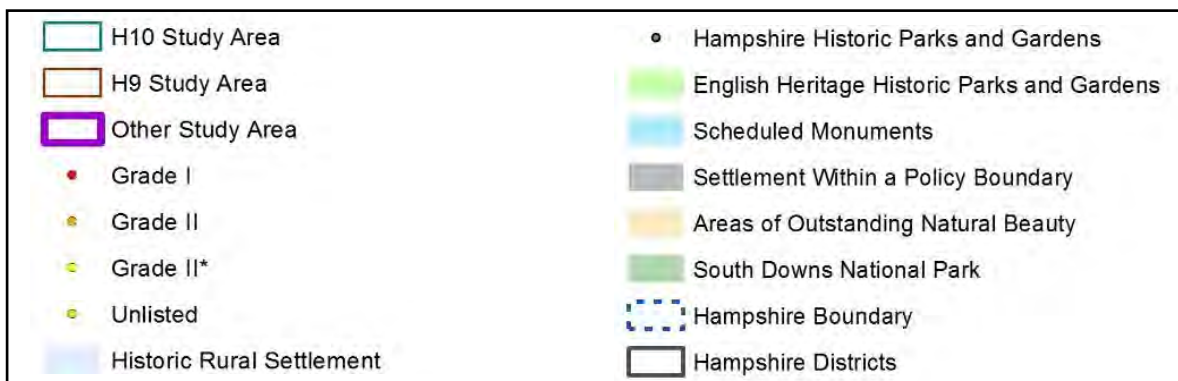 H10 Study Area
H9 Study Area
Other Study Area
Grade I
Grade II
Grade II*
Unlisted
Historic Rural Settlement
Hampshire Historic Parks and Gardens
English Heritage Historic Parks and Gardens
Scheduled Monuments
Settlement Within a Policy Boundary
Areas of Outstanding Natural Beauty
South Downs National Park
Hampshire Boundary
Hampshire Districts